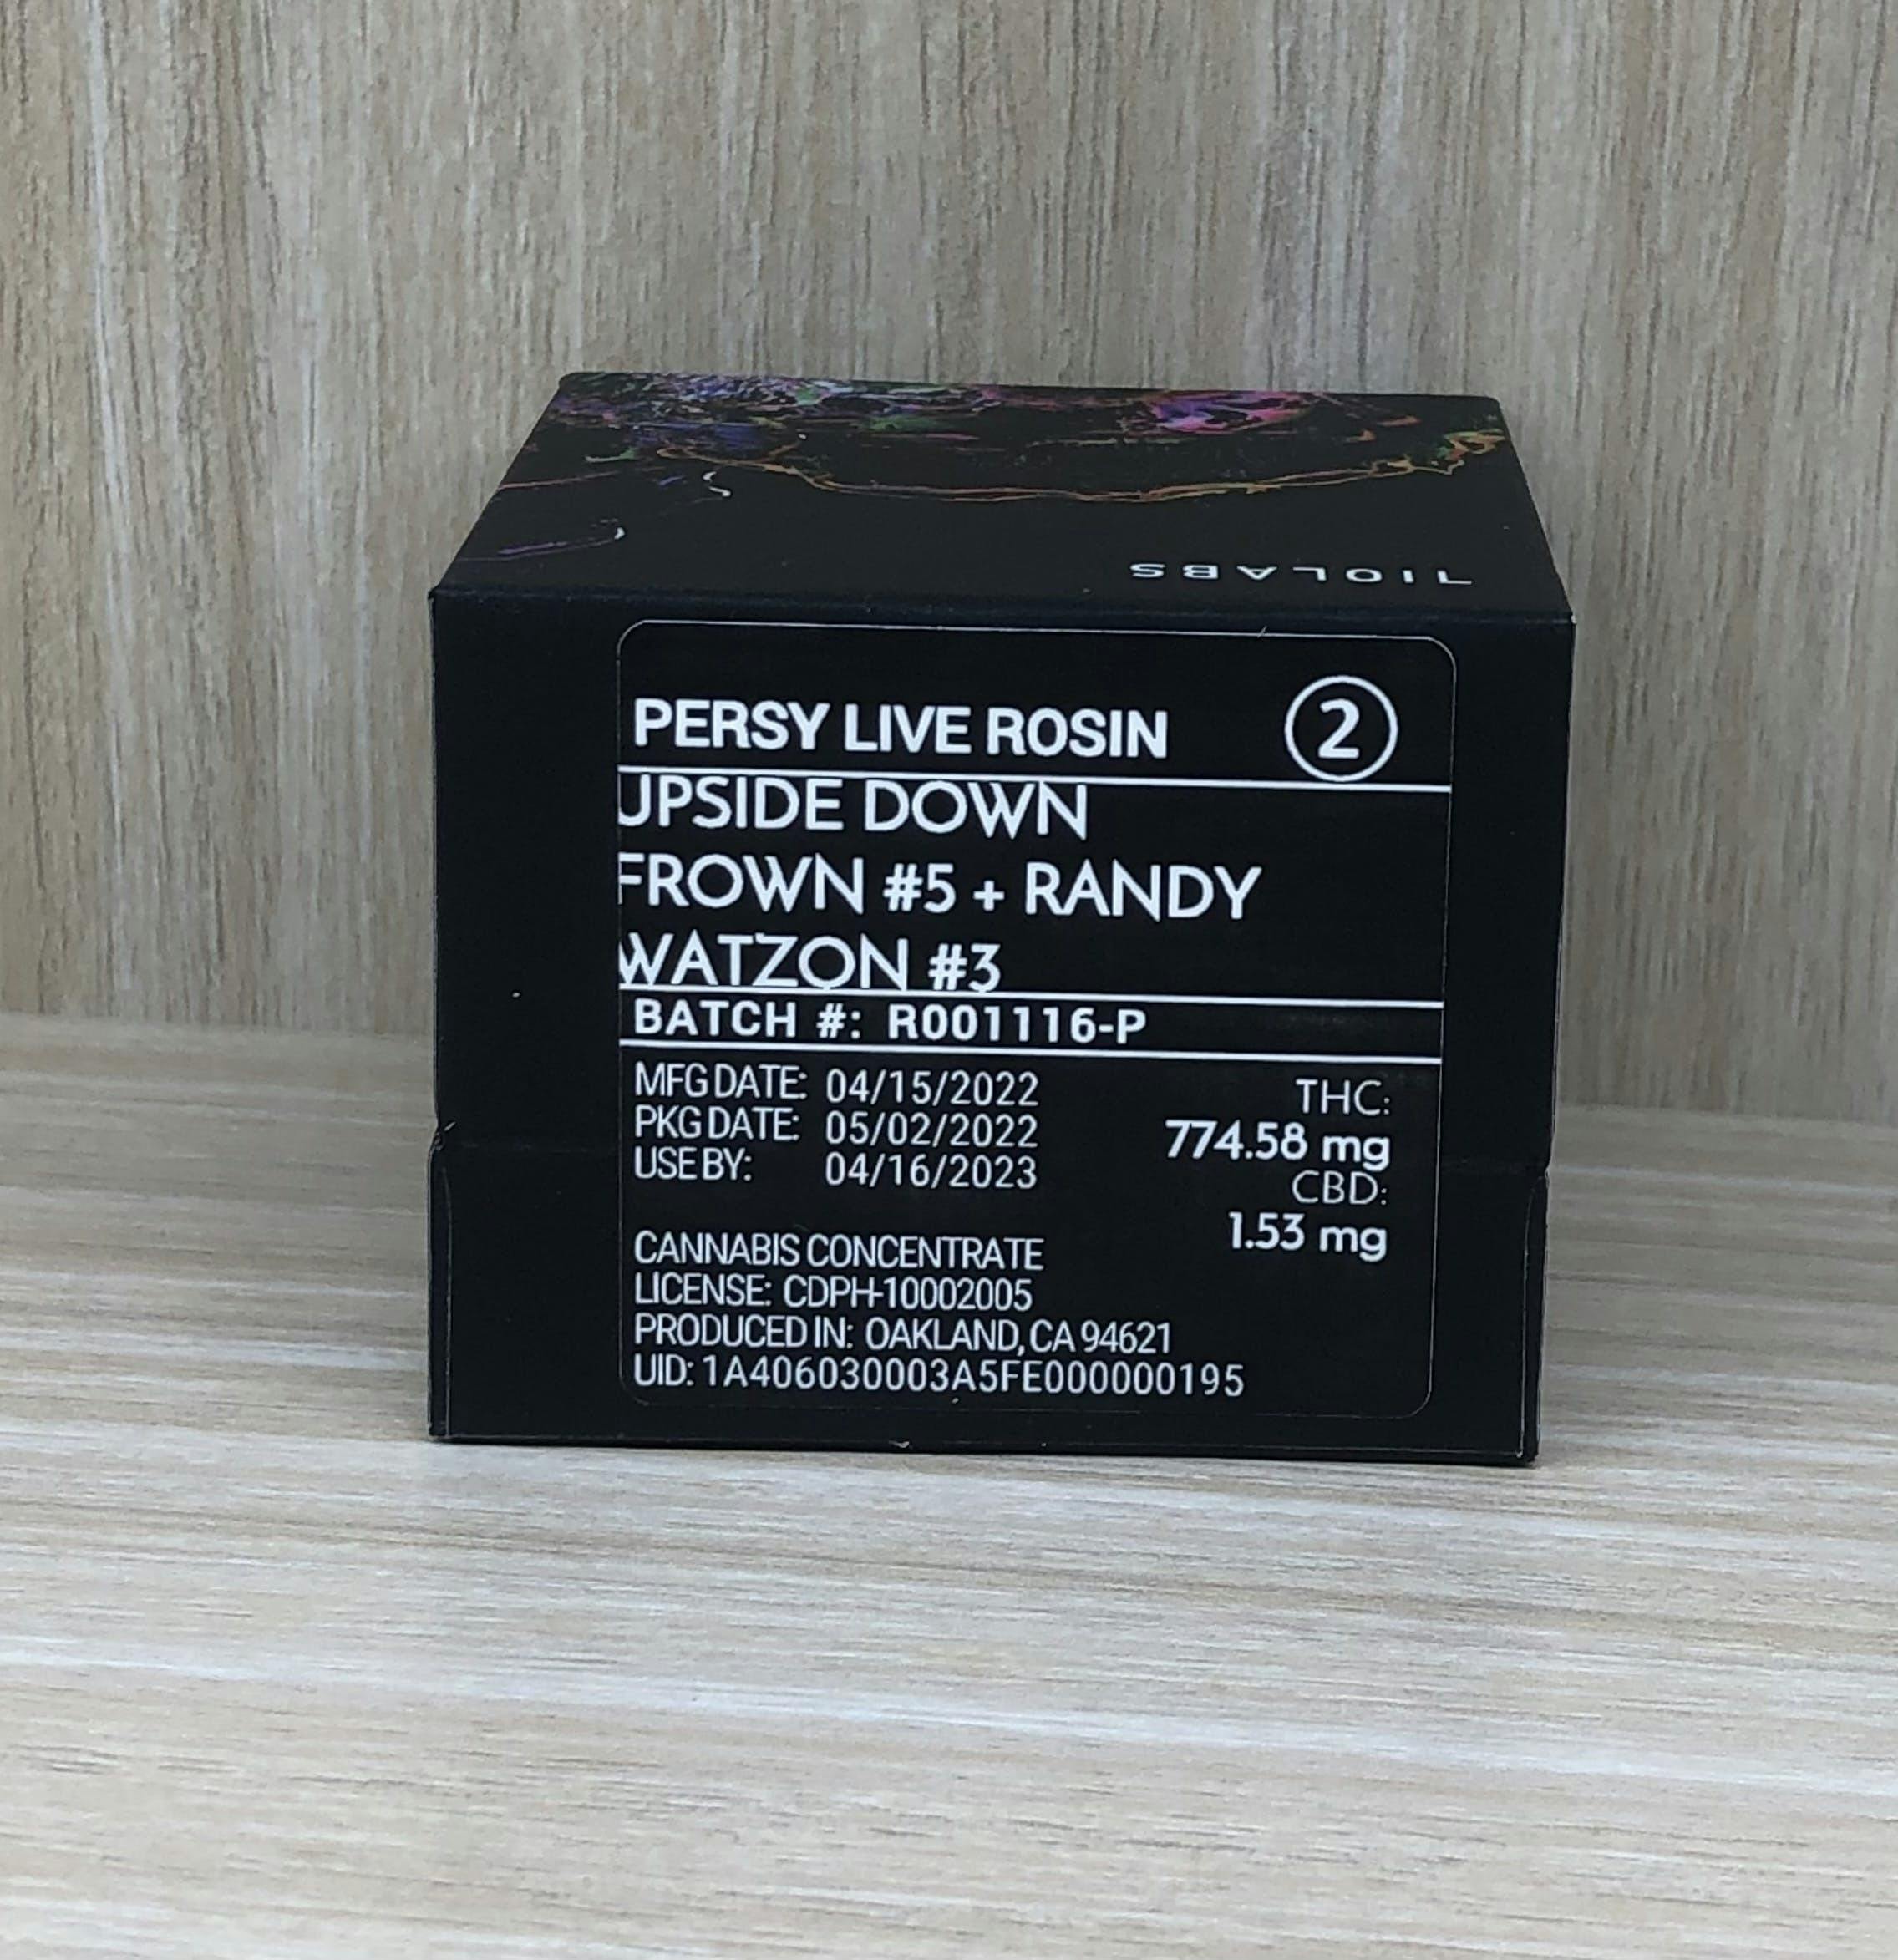 710LABS
PERSY LIVE ROSIN 2
UPSIDE DOWN
FROWN #5 + RANDY
WATZON #3
BATCH #: R001116-P
MFG DATE: 04/15/2022
PKG DATE: 05/02/2022
USE BY: 04/16/2023
THC:
774.58 mg
CBD:
1.53 mg
CANNABIS CONCENTRATE
LICENSE: CDPH-10002005
PRODUCED IN: OAKLAND, CA 94621
UID: 1A406030003A5FE000000195